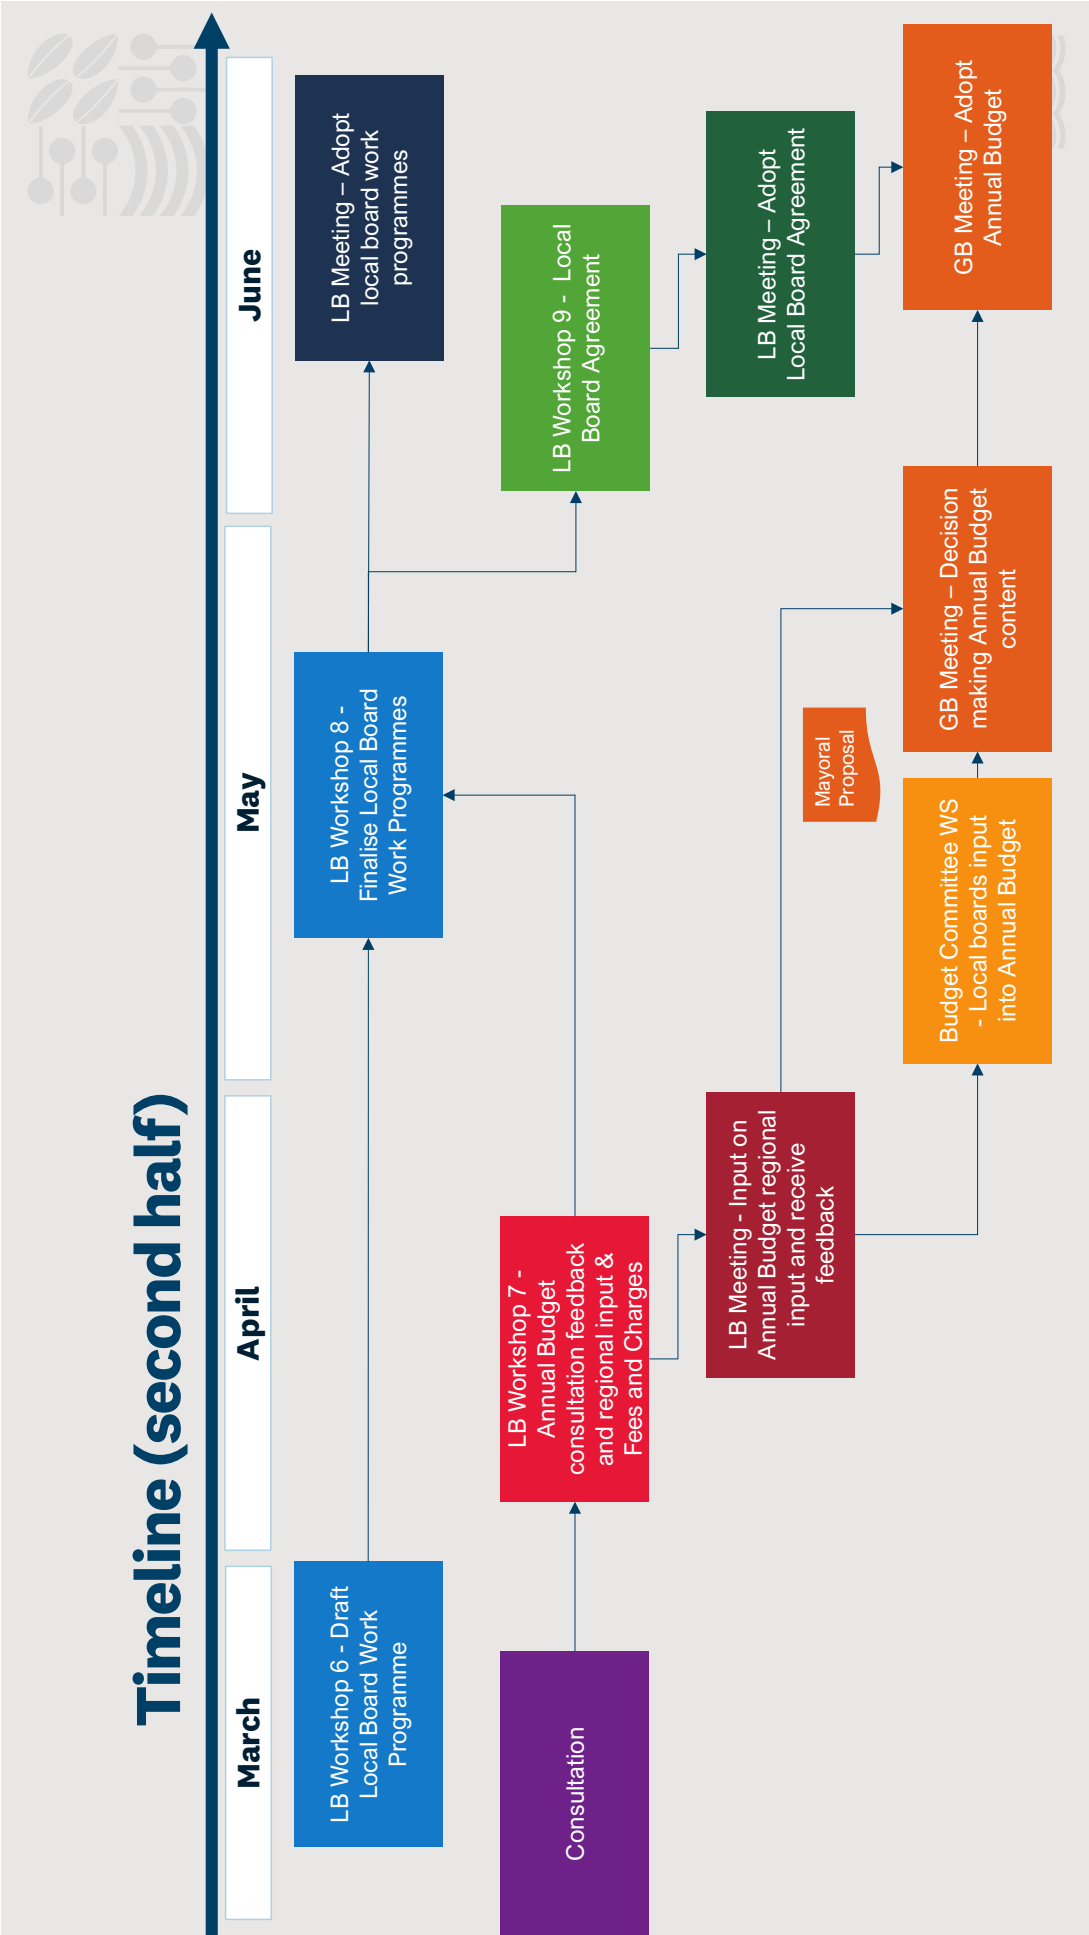 Timeline (second half)
March
April
May
June
LB Workshop 6 - Draft
Local Board Work
Programme
LB Workshop 8 -
Finalise Local Board
Work Programmes
LB Meeting – Adopt
local board work
programmes
Consultation
LB Workshop 7 -
Annual Budget
consultation feedback
and regional input &
Fees and Charges
LB Workshop 9 - Local
Board Agreement
LB Meeting - Input on
Annual Budget regional
input and receive
feedback
LB Meeting – Adopt
Local Board Agreement
Mayoral
Proposal
Budget Committee WS
- Local boards input
into Annual Budget
GB Meeting – Decision
making Annual Budget
content
GB Meeting – Adopt
Annual Budget